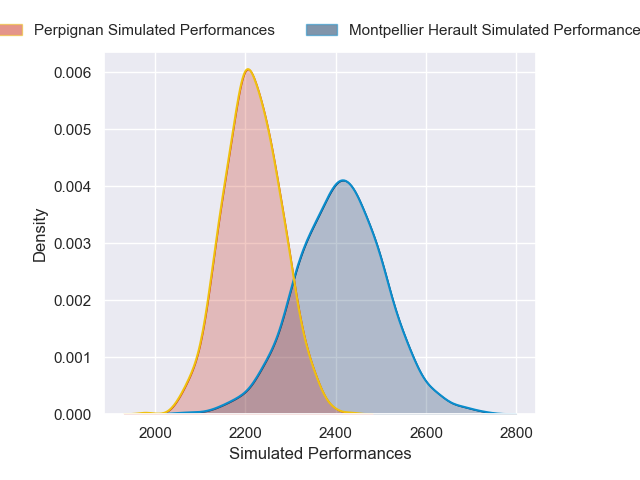 Perpignan Simulated Performances
Montpellier Herault Simulated Performance
0.006
0.005
0.004
0.003
0.002
0.001
0.000
Density
2000 2200 2400 2600 2800
Simulated Performances